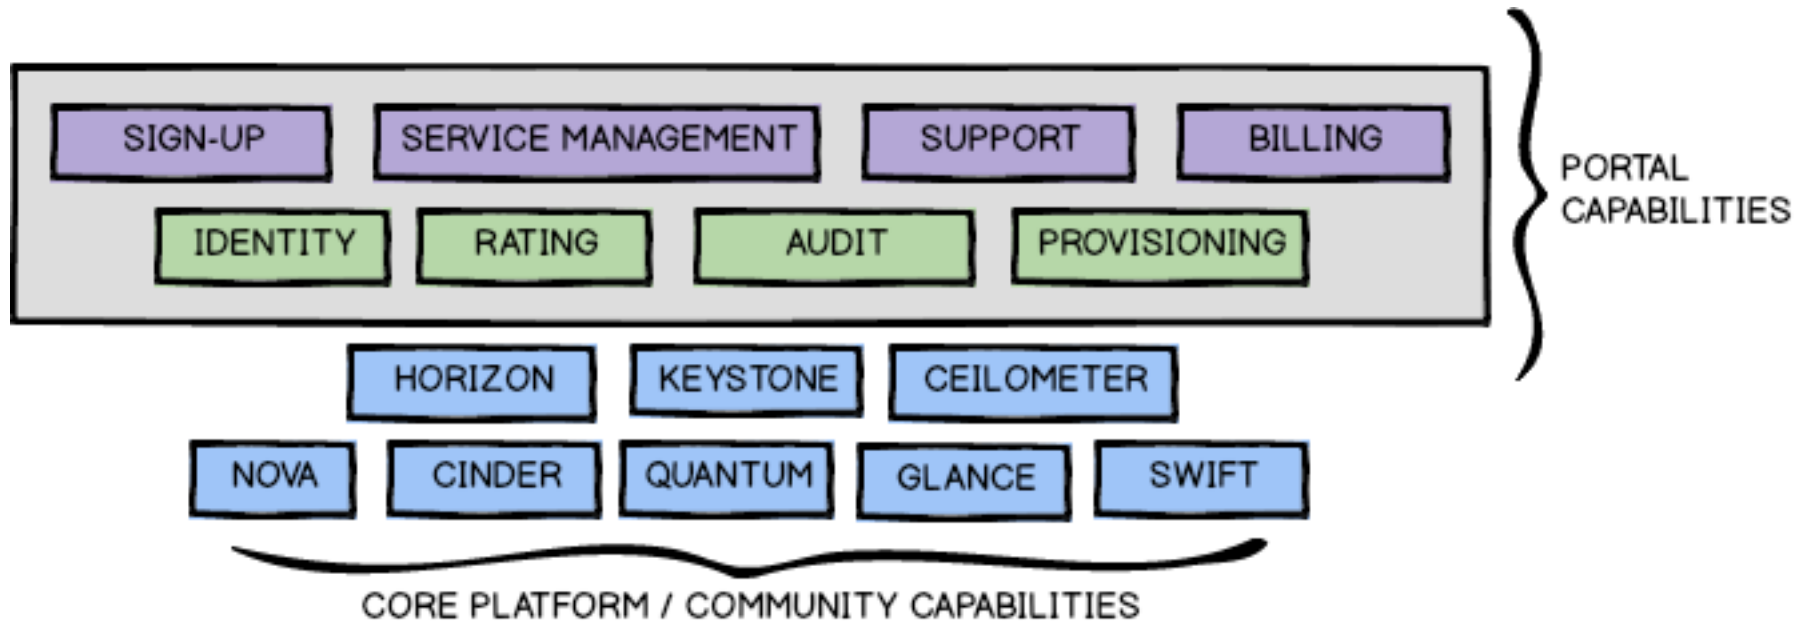 SIGN-UP SERVICE MANAGEMENT SUPPORT BILLING
PORTAL
CAPABILITIES
IDENTITY RATING AUDIT PROVISIONING
HORIZON KEYSTONE CEILOMETER
NOVA CINDER QUANTUM GLANCE SWIFT
CORE PLATFORM / COMMUNITY CAPABILITIES